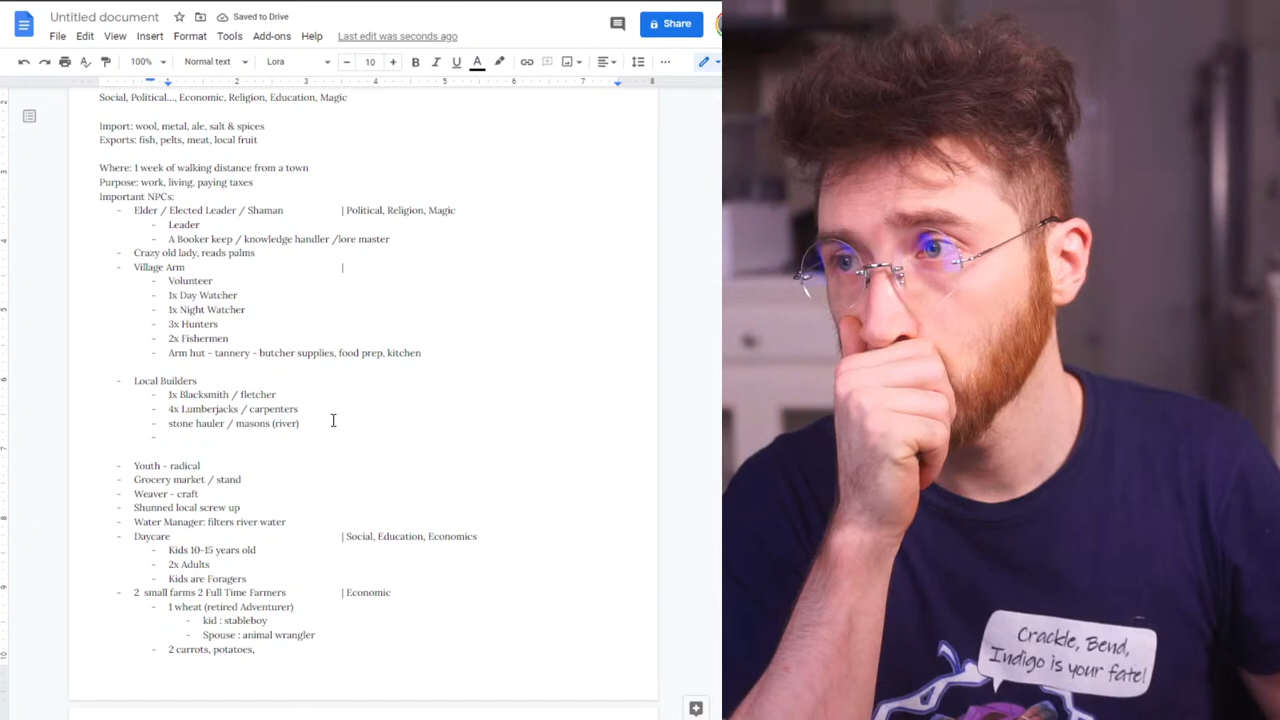 Untitled document
Saved to Drive
File Edit View Insert Format Tools Add-ons Help Last edit was seconds ago
Share
100% Normal text Lora - 10 + B I U A
1 2 3 4 5 6 7 8
Social, Political..., Economic, Religion, Education, Magic
Import: wool, metal, ale, salt & spices
Exports: fish, pelts, meat, local fruit
Where: 1 week of walking distance from a town
Purpose: work, living, paying taxes
Important NPCs:
- Elder / Elected Leader / Shaman | Political, Religion, Magic
- Leader
- A Booker keep / knowledge handler /lore master
- Crazy old lady, reads palms
- Village Arm |
- Volunteer
- 1x Day Watcher
- 1x Night Watcher
- 3x Hunters
- 2x Fishermen
- Arm hut - tannery - butcher supplies, food prep, kitchen
- Local Builders
- 1x Blacksmith / fletcher
- 4x Lumberjacks / carpenters
- stone hauler / masons (river)
-
- Youth - radical
- Grocery market / stand
- Weaver - craft
- Shunned local screw up
- Water Manager: filters river water
- Daycare | Social, Education, Economics
- Kids 10-15 years old
- 2x Adults
- Kids are Foragers
- 2 small farms 2 Full Time Farmers | Economic
- 1 wheat (retired Adventurer)
- kid : stableboy
- Spouse : animal wrangler
- 2 carrots, potatoes,
Crackle, Bend,
Indigo is your fate!